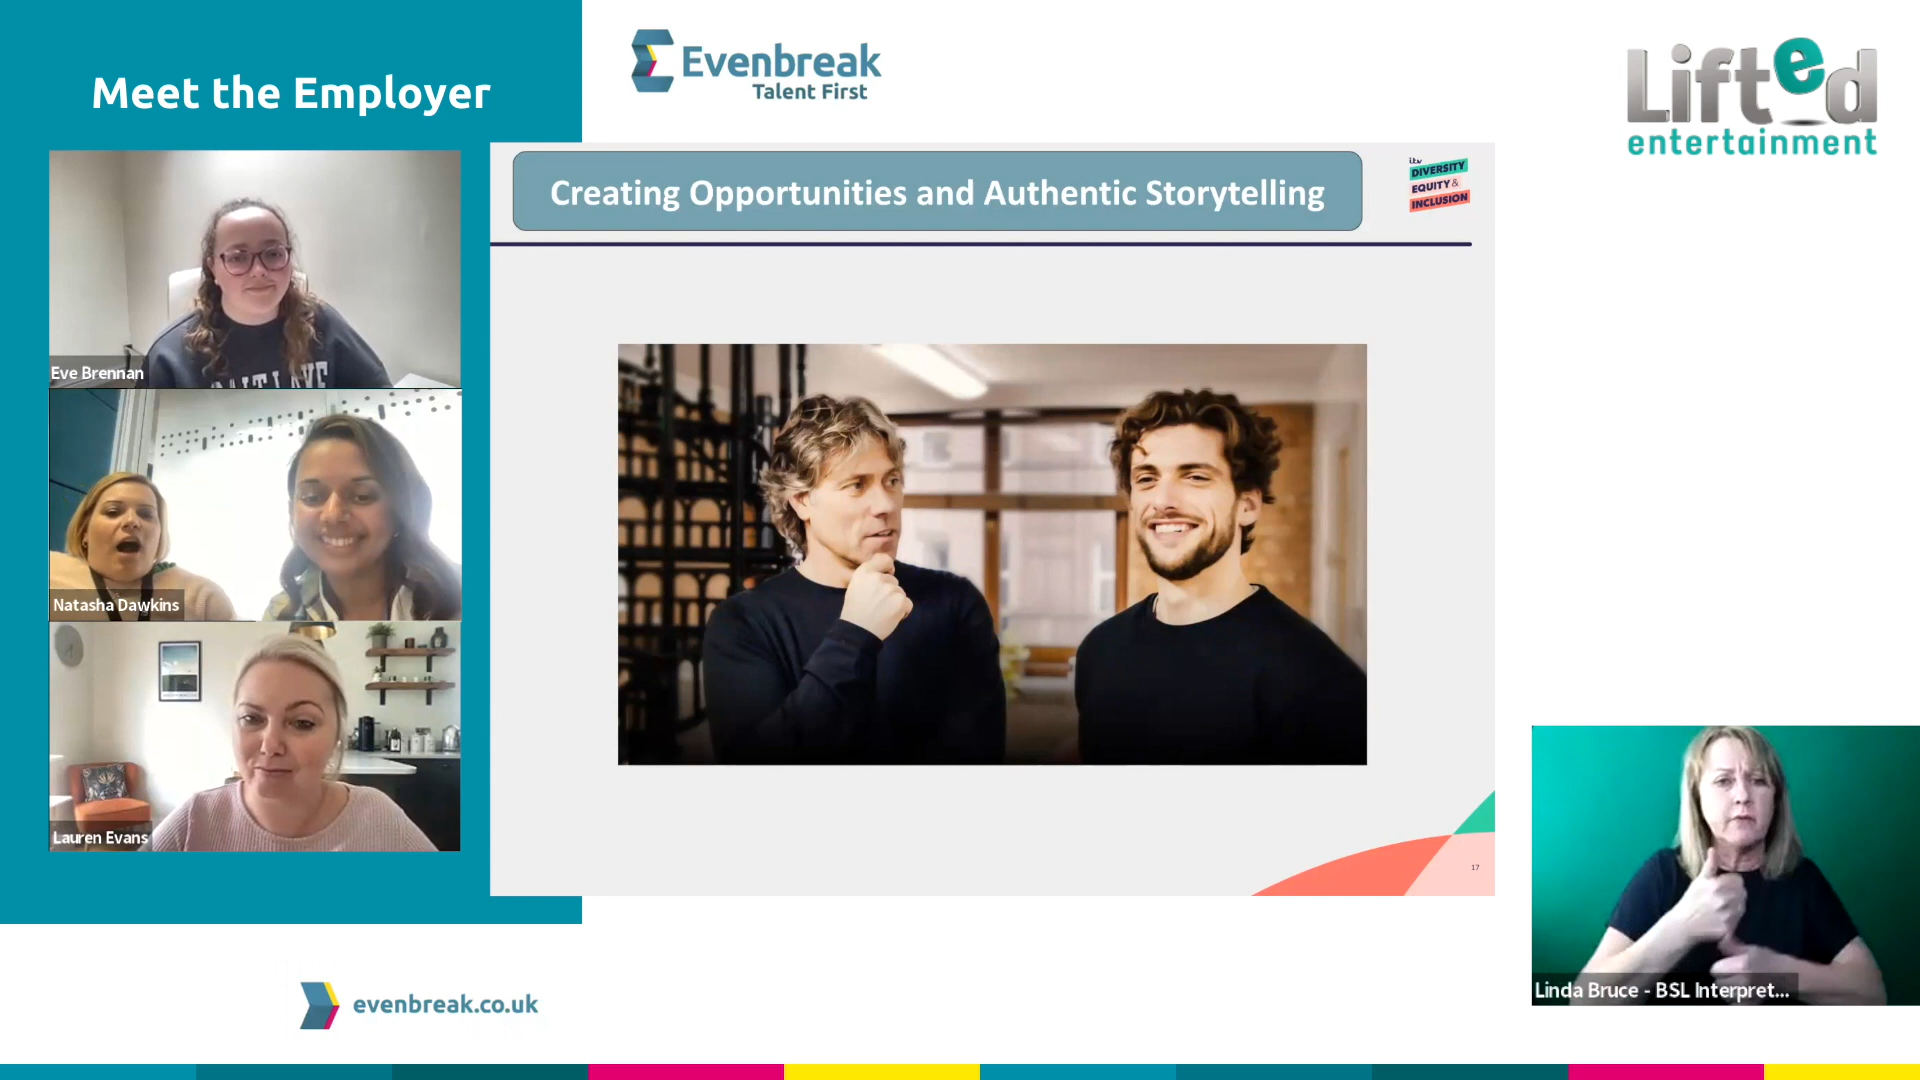 Meet the Employer
Evenbreak
Talent First
Lifted
entertainment
Creating Opportunities and Authentic Storytelling
itv
DIVERSITY
EQUITY &
INCLUSION
Eve Brennan
Natasha Dawkins
Lauren Evans
17
Linda Bruce - BSL Interpret...
evenbreak.co.uk